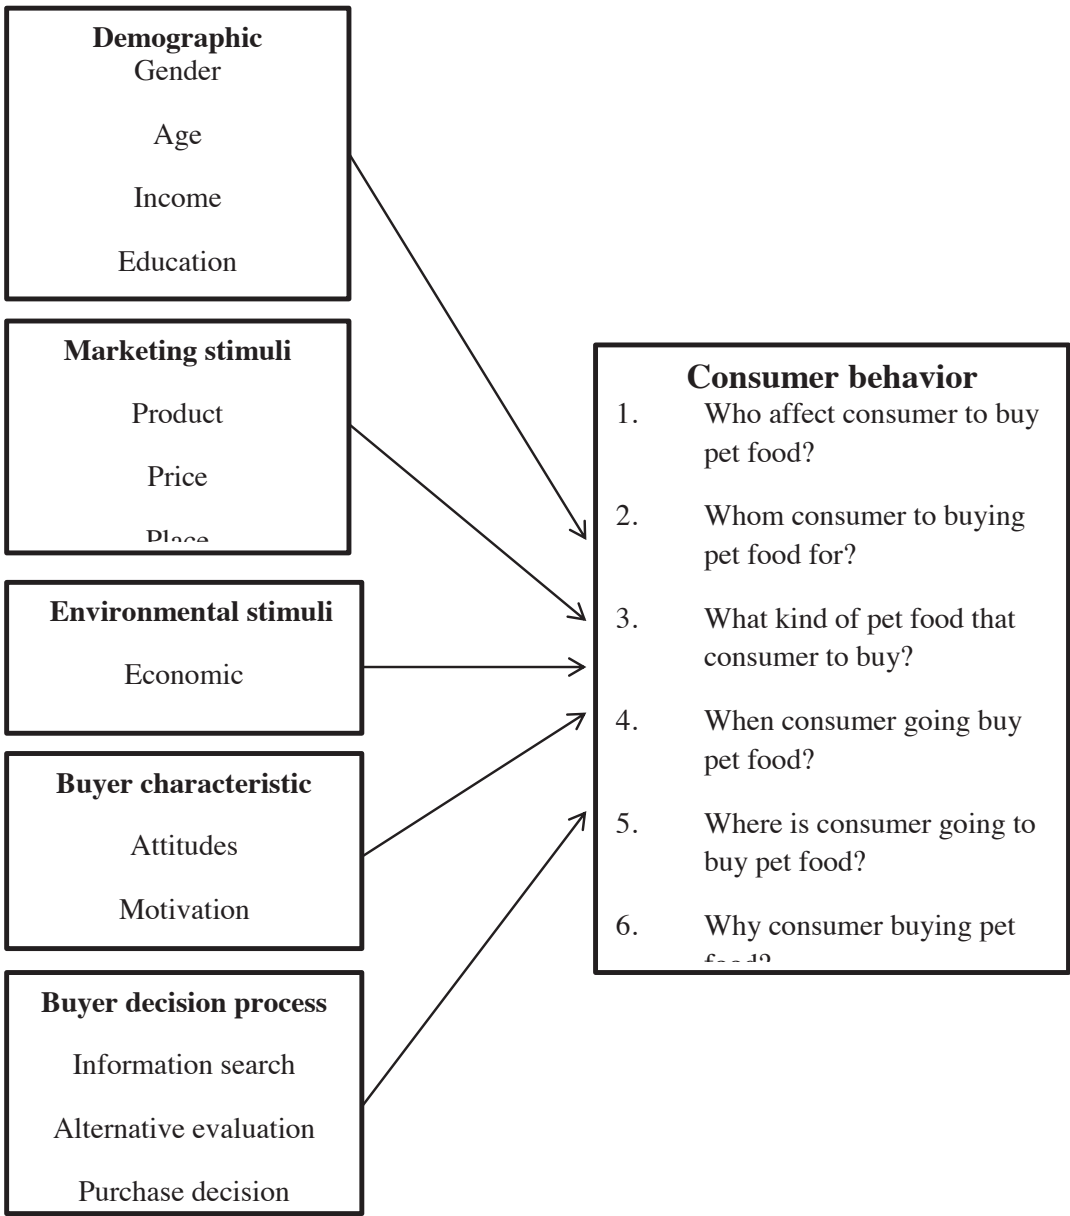 Demographic
Gender
Age
Income
Education
Marketing stimuli
Product
Price
Place
Environmental stimuli
Economic
Buyer characteristic
Attitudes
Motivation
Buyer decision process
Information search
Alternative evaluation
Purchase decision
Consumer behavior
1. Who affect consumer to buy
pet food?
2. Whom consumer to buying
pet food for?
3. What kind of pet food that
consumer to buy?
4. When consumer going buy
pet food?
5. Where is consumer going to
buy pet food?
6. Why consumer buying pet
food?